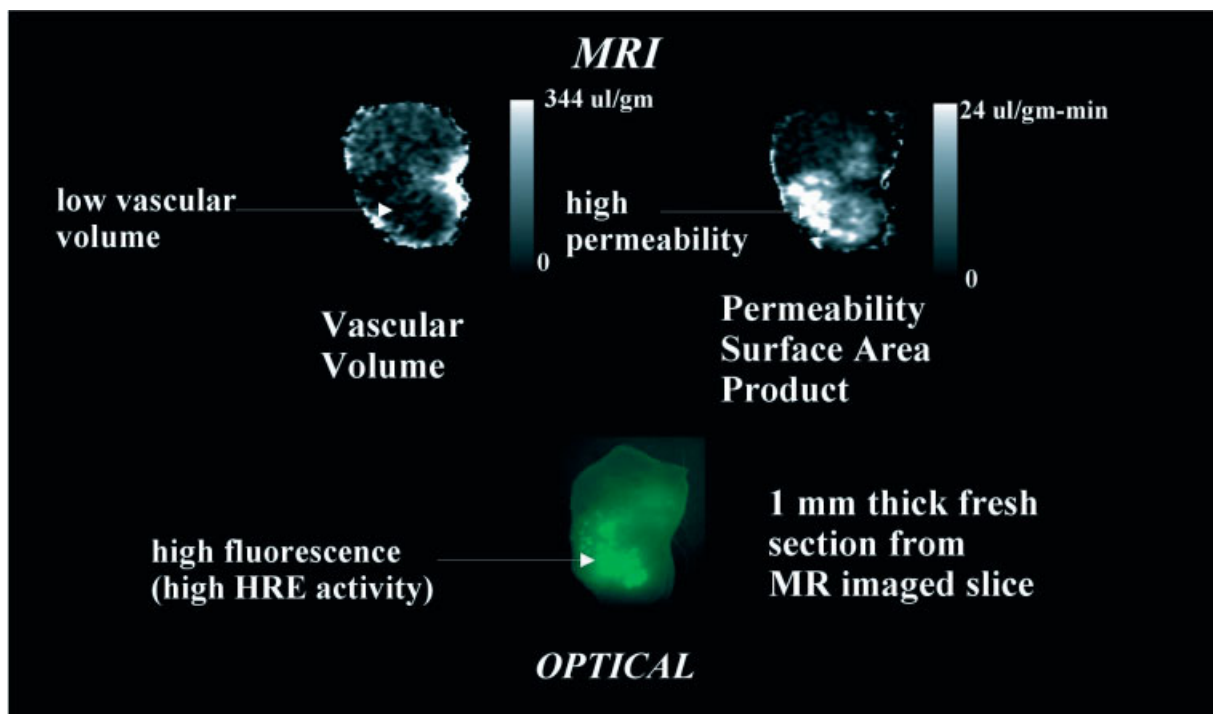 MRI
344 ul/gm
0
low vascular
volume
Vascular
Volume
24 ul/gm-min
0
high
permeability
Permeability
Surface Area
Product
high fluorescence
(high HRE activity)
1 mm thick fresh
section from
MR imaged slice
OPTICAL